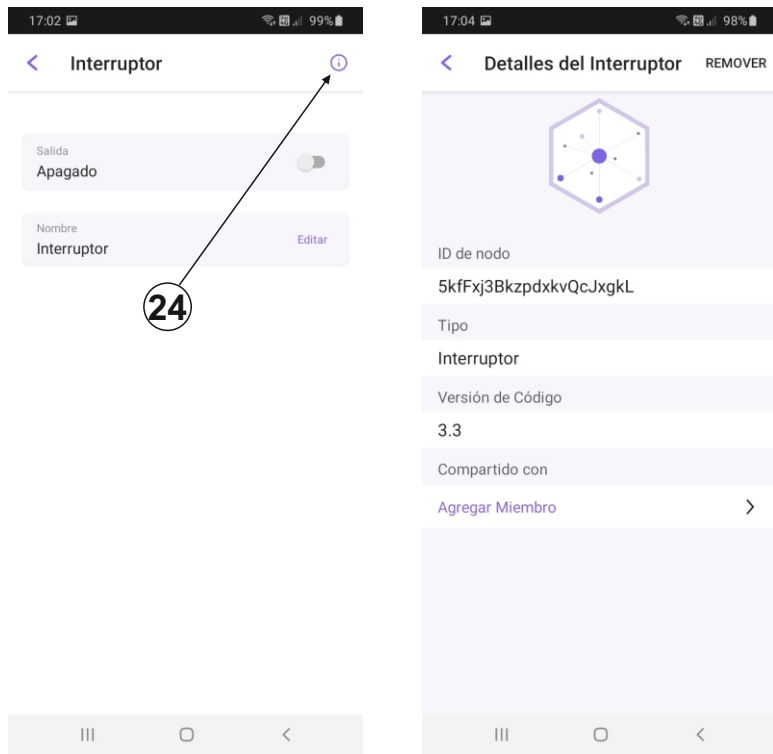 17:02
99%
Interruptor
Salida
Apagado
Nombre
Interruptor
Editar
24
17:04
98%
Detalles del Interruptor
REMOVER
ID de nodo
5kfFxj3BkzpdxkvQcJxgkL
Tipo
Interruptor
Versión de Código
3.3
Compartido con
Agregar Miembro